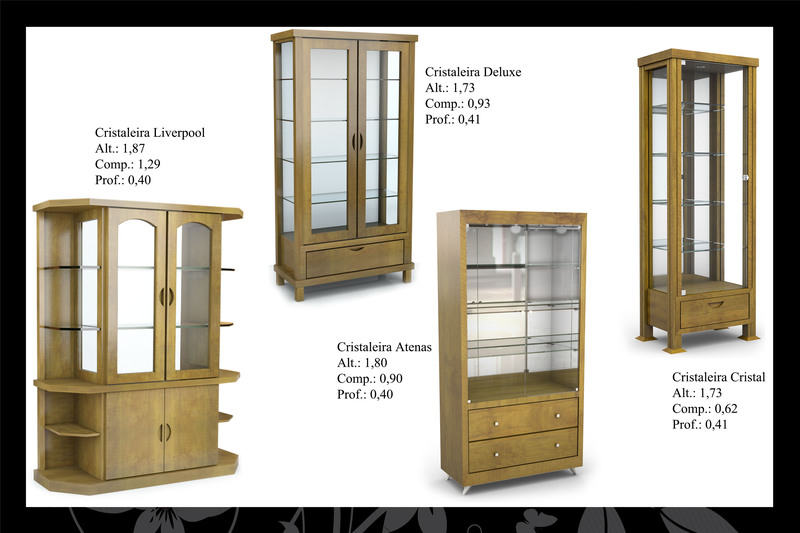 Cristaleira Liverpool
Alt.: 1,87
Comp.: 1,29
Prof.: 0,40
Cristaleira Deluxe
Alt.: 1,73
Comp.: 0,93
Prof.: 0,41
Cristaleira Atenas
Alt.: 1,80
Comp.: 0,90
Prof.: 0,40
Cristaleira Cristal
Alt.: 1,73
Comp.: 0,62
Prof.: 0,41